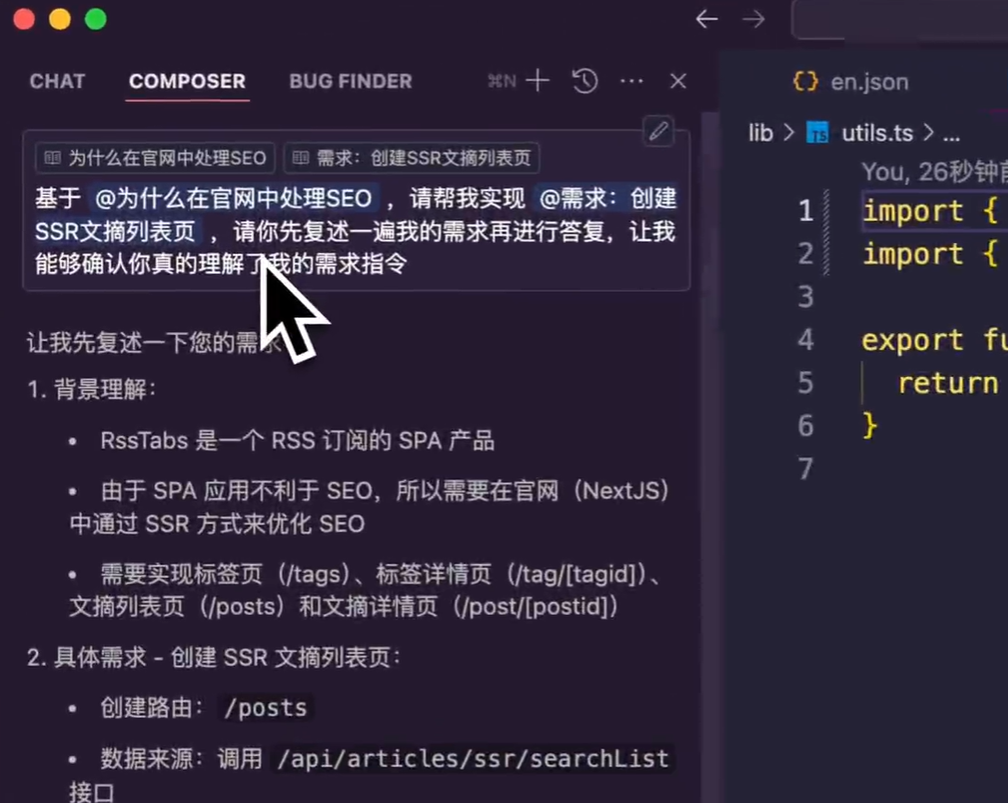 CHAT COMPOSER BUG FINDER ⌘N
为什么在官网中处理SEO 需求：创建SSR文摘列表页
基于 @为什么在官网中处理SEO ，请帮我实现 @需求：创建
SSR文摘列表页 ，请你先复述一遍我的需求再进行答复，让我
能够确认你真的理解了我的需求指令
让我先复述一下您的需求
1. 背景理解：
• RssTabs 是一个 RSS 订阅的 SPA 产品
• 由于 SPA 应用不利于 SEO，所以需要在官网（NextJS）
中通过 SSR 方式来优化 SEO
• 需要实现标签页（/tags）、标签详情页（/tag/[tagid]）、
文摘列表页（/posts）和文摘详情页（/post/[postid]）
2. 具体需求 - 创建 SSR 文摘列表页：
• 创建路由： /posts
• 数据来源：调用 /api/articles/ssr/searchList
接口
{} en.json
lib > TS utils.ts > ...
You, 26秒钟前
1 import {
2 import {
3
4 export fu
5 return
6 }
7